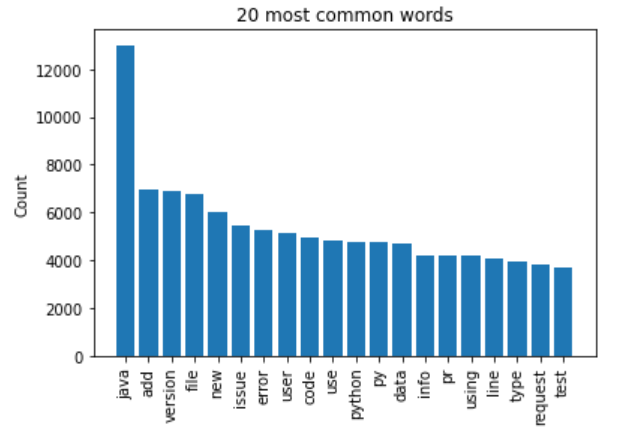 20 most common words
Count
12000
10000
8000
6000
4000
2000
0
java
add
version
file
new
issue
error
user
code
use
python
py
data
info
pr
using
line
type
request
test